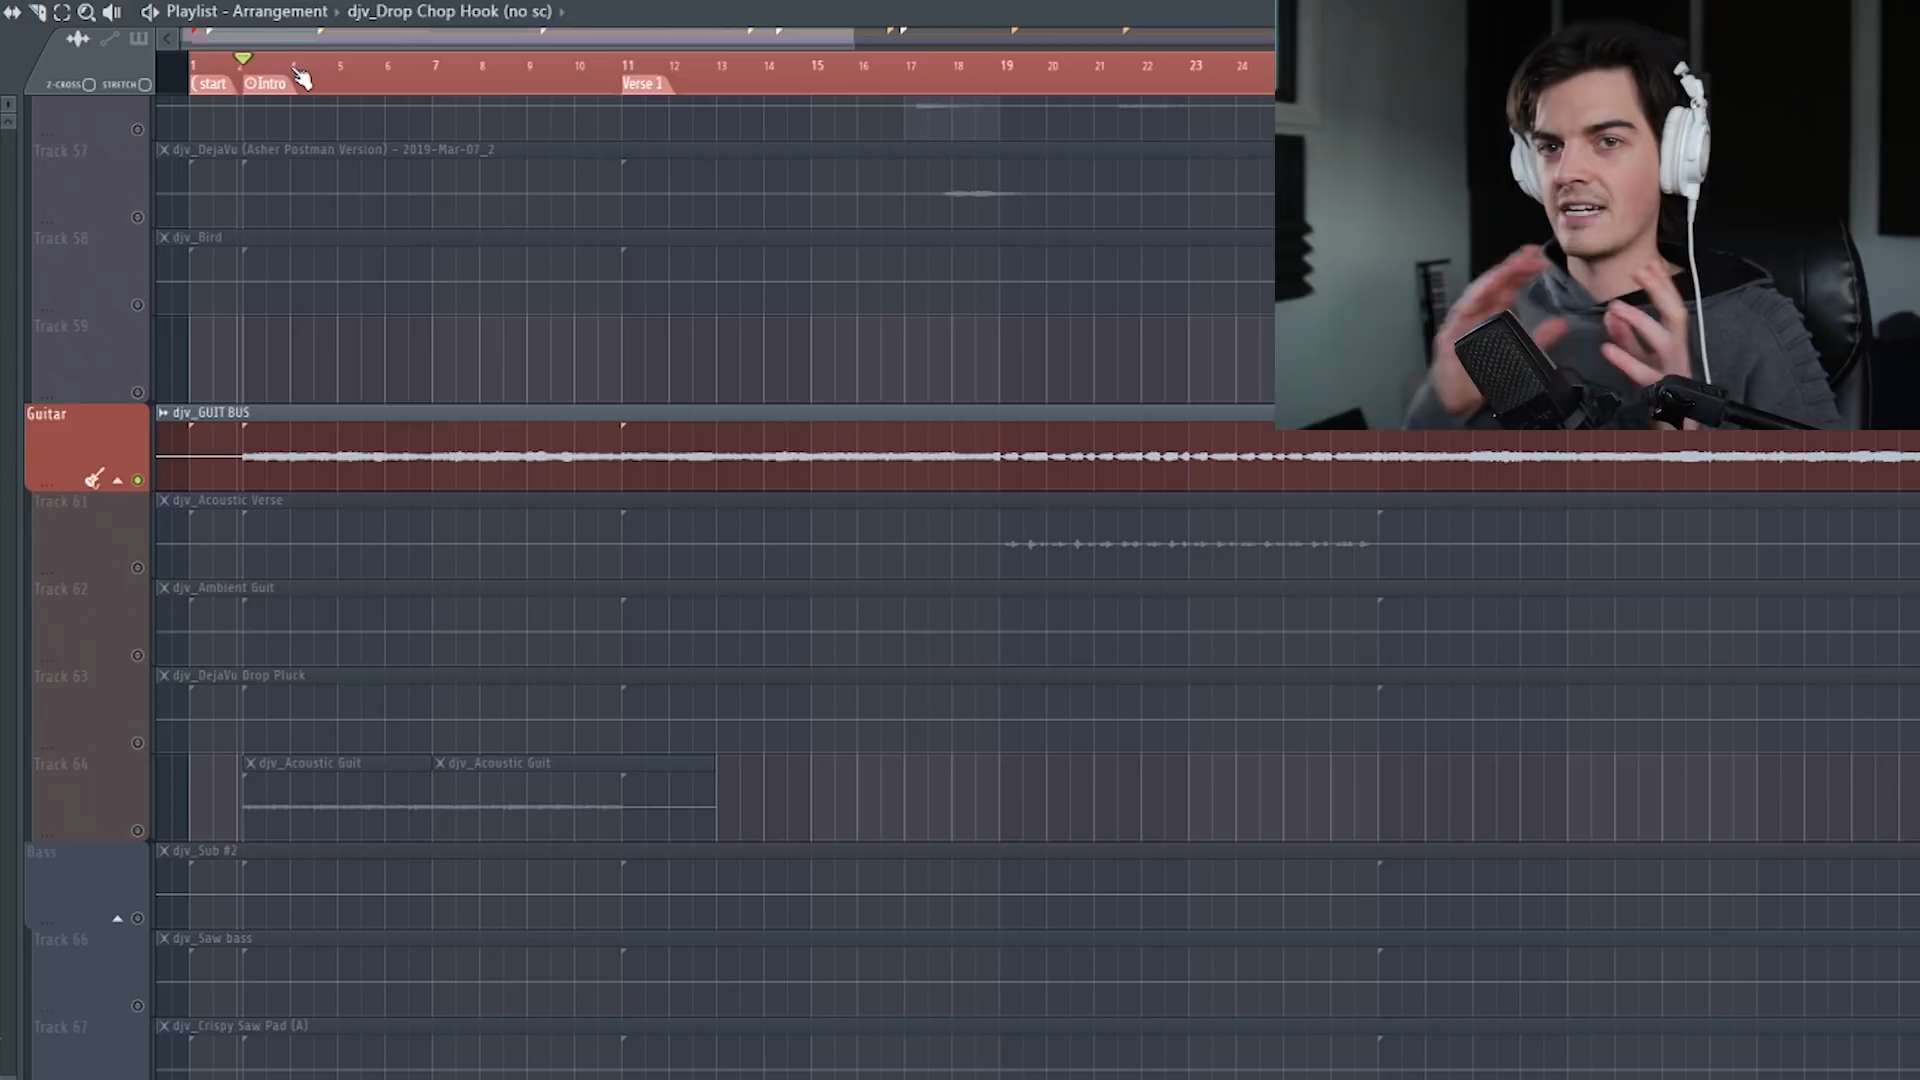 Playlist - Arrangement › djv_Drop Chop Hook (no sc) ›
1 5 6 7 8 9 10 11 12 13 14 15 16 17 18 19 20 21 22 23 24
Z-CROSS STRETCH
start Intro Verse 1
Track 57
djv_DejaVu (Asher Postman Version) - 2019-Mar-07_2
Track 58
djv_Bird
Track 59
Guitar
djv_GUIT BUS
Track 61
djv_Acoustic Verse
Track 62
djv_Ambient Guit
Track 63
djv_DejaVu Drop Pluck
Track 64
djv_Acoustic Guit djv_Acoustic Guit
Bass
djv_Sub #2
Track 66
djv_Saw bass
Track 67
djv_Crispy Saw Pad (A)